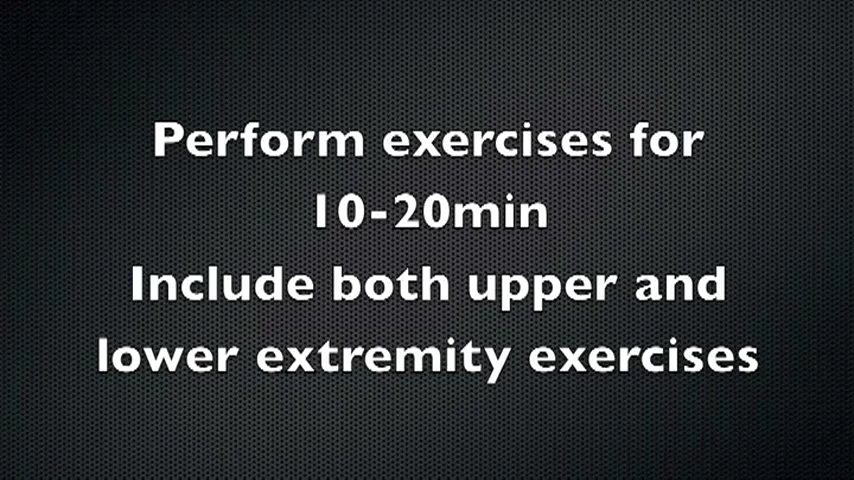 Perform exercises for
10-20min
Include both upper and
lower extremity exercises